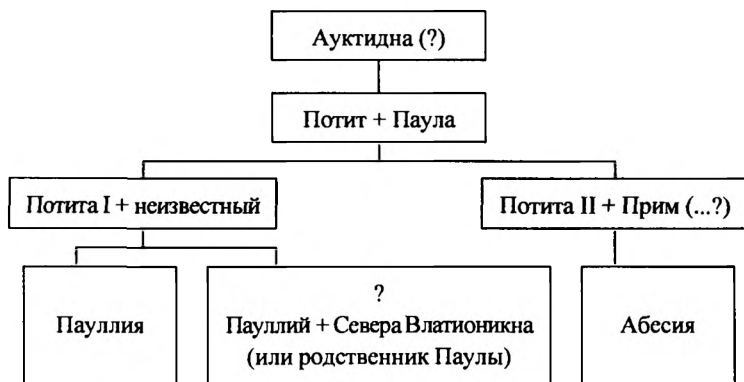 Ауктидна (?)
Потит + Паула
Потита I + неизвестный
Потита II + Прим (...?)
Пауллия
?
Пауллий + Севера Влатионикна
(или родственник Паулы)
Абесия